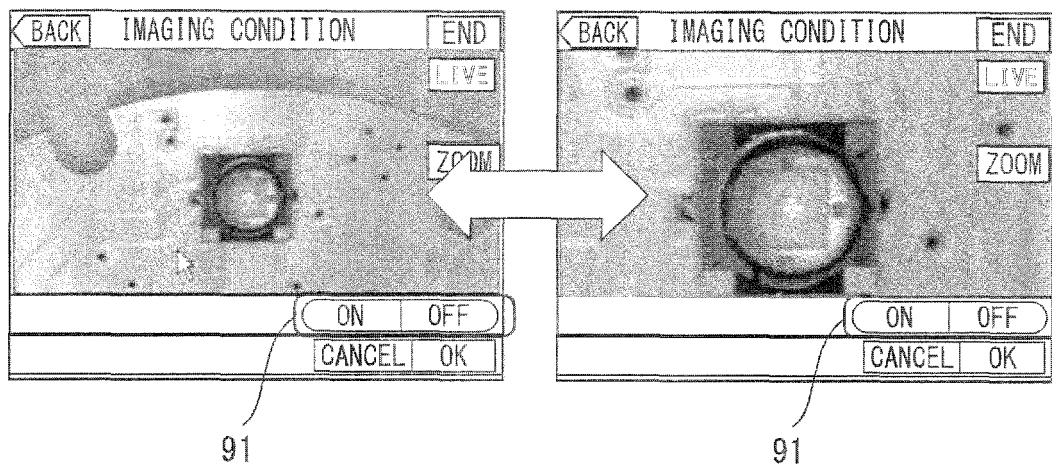 BACK IMAGING CONDITION END
LIVE
ZOOM
ON OFF
CANCEL OK
91
BACK IMAGING CONDITION END
LIVE
ZOOM
ON OFF
CANCEL OK
91